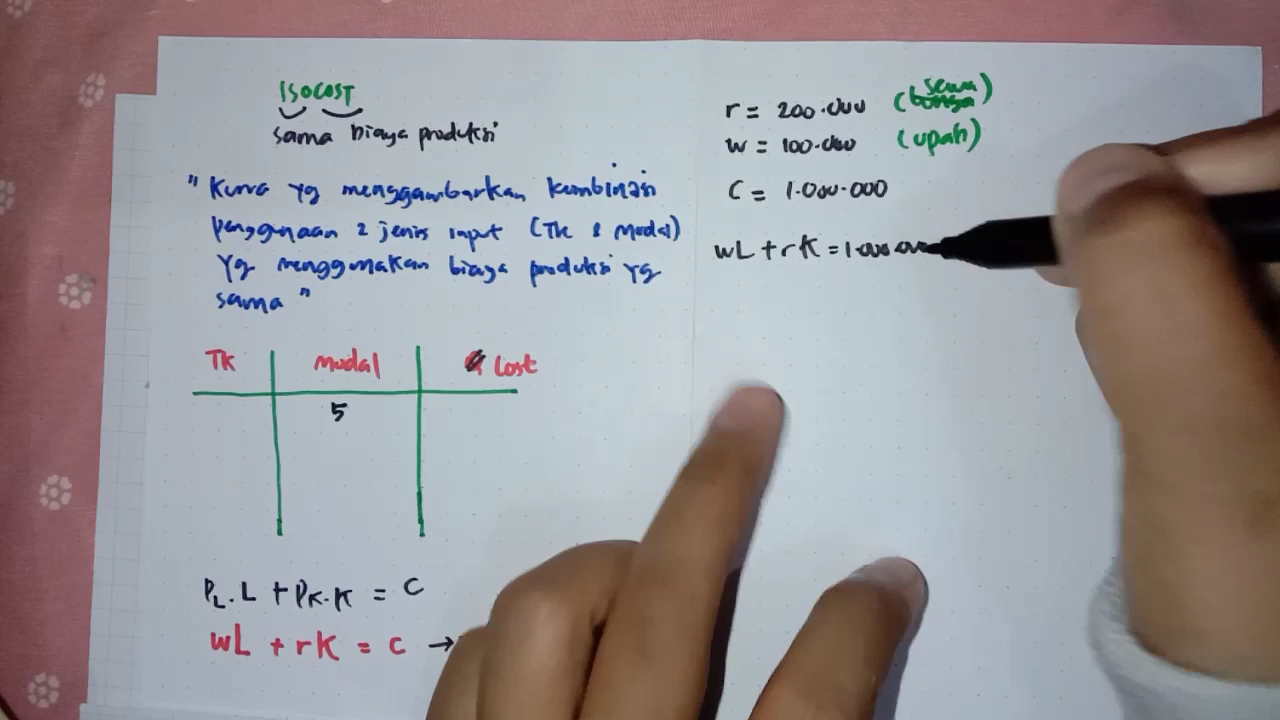 ISOCOST
sama biaya produksi
" Kurva yg menggambarkan kombinasi
penggunaan 2 jenis input (TK & Modal)
Yg menggunakan biaya produksi yg
sama "
TK Modal Cost
5
PL.L + PK.K = C
wL + rK = C →
r = 200.000 (sewa)
w = 100.000 (upah)
C = 1.000.000
wL + rK = 1.000.000